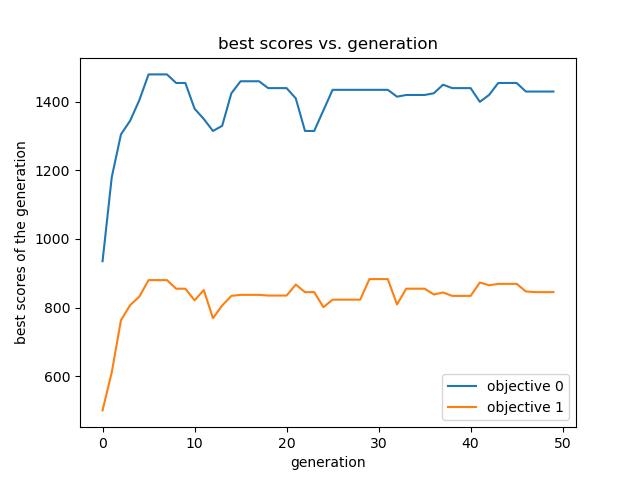 best scores vs. generation
best scores of the generation
1400
1200
1000
800
600
0 10 20 30 40 50
generation
objective 0
objective 1